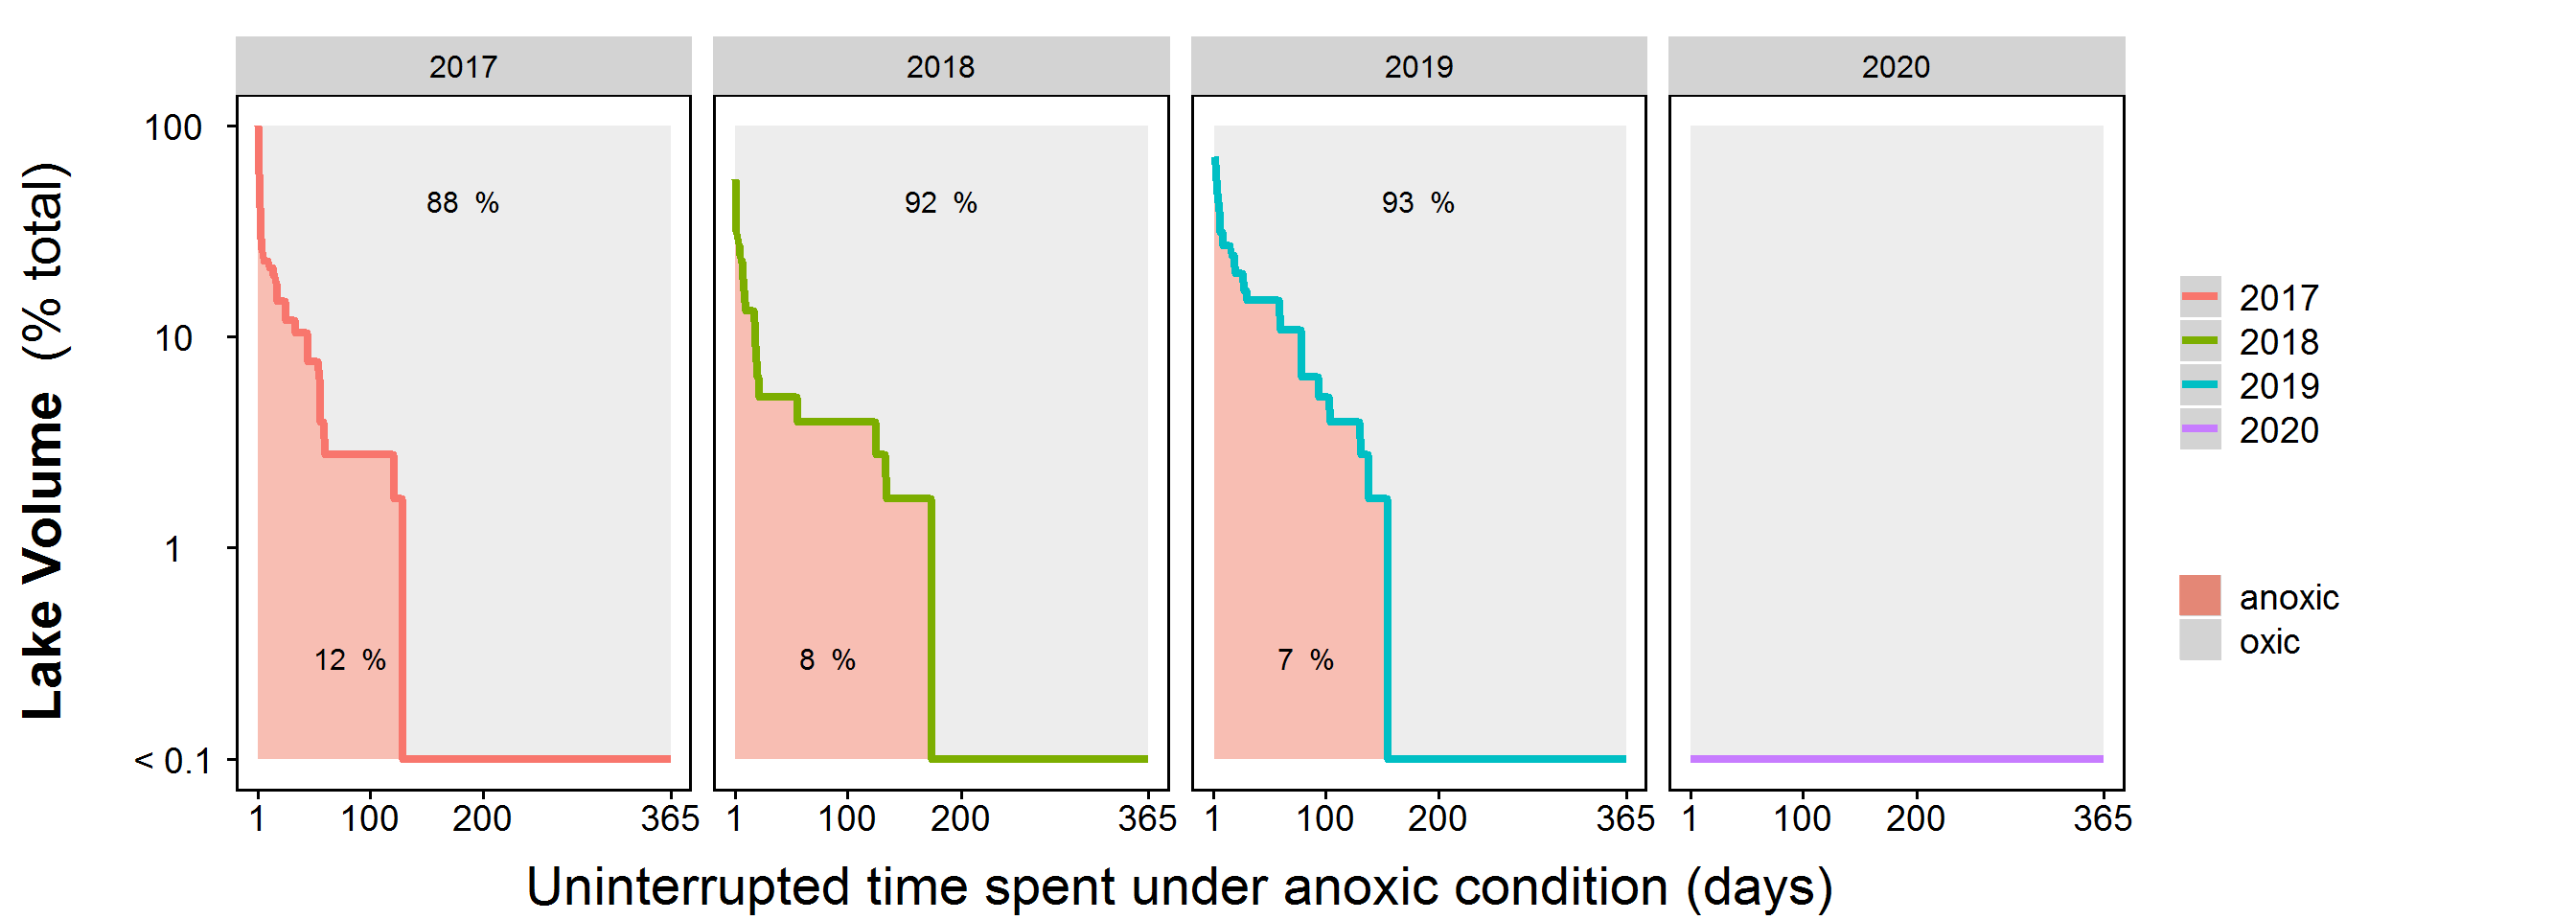 2017
2018
2019
2020
Lake Volume (% total)
100
10
1
< 0.1
88 %
12 %
92 %
8 %
93 %
7 %
1 100 200 365
1 100 200 365
1 100 200 365
1 100 200 365
Uninterrupted time spent under anoxic condition (days)
2017
2018
2019
2020
anoxic
oxic